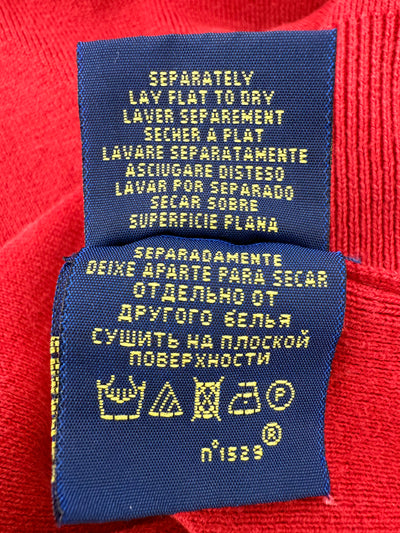 SEPARATELY
LAY FLAT TO DRY
LAVER SEPAREMENT
SECHER A PLAT
LAVARE SEPARATAMENTE
ASCIUGARE DISTESO
LAVAR POR SEPARADO
SECAR SOBRE
SUPERFICIE PLANA
SEPARADAMENTE
DEIXE APARTE PARA SECAR
ОТДЕЛЬНО ОТ
ДРУГОГО БЕЛЬЯ
СУШИТЬ НА ПЛОСКОЙ
ПОВЕРХНОСТИ
P
n°1529®